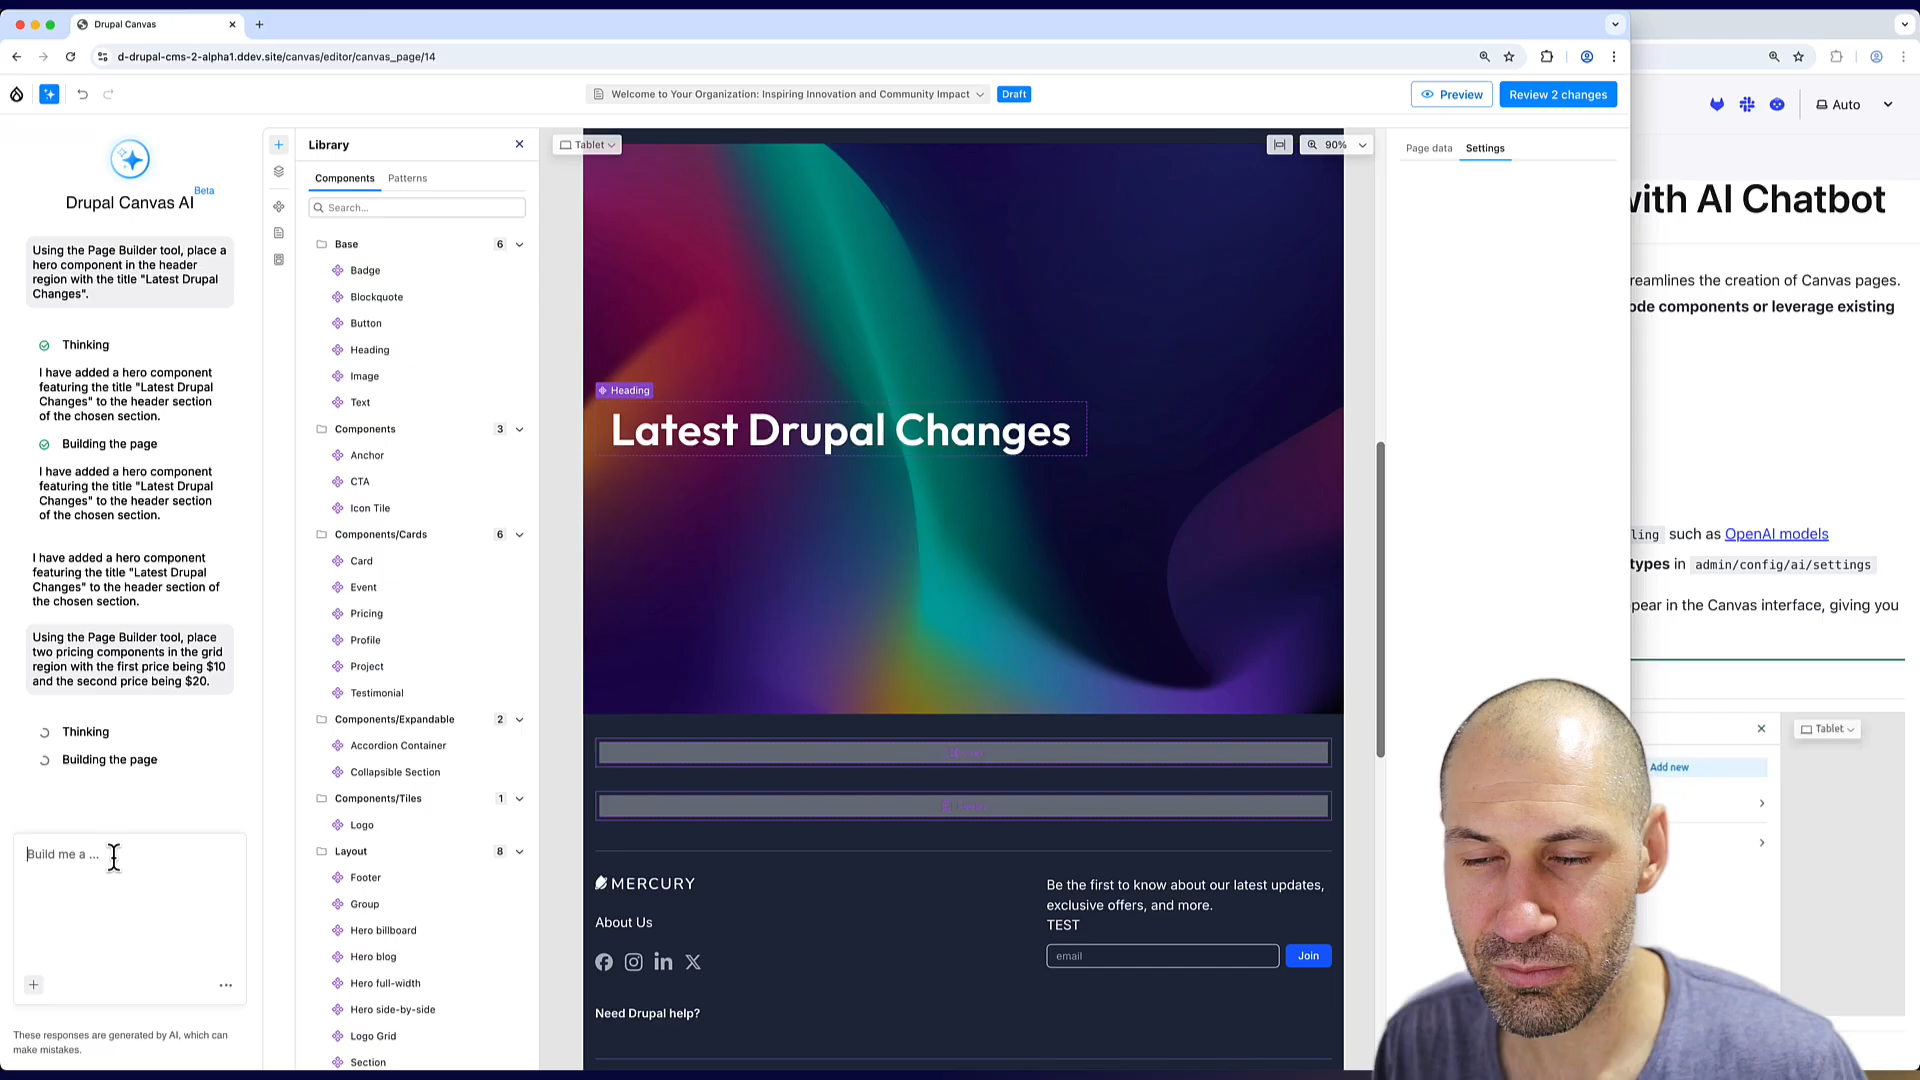 Drupal Canvas
d-drupal-cms-2-alpha1.ddev.site/canvas/editor/canvas_page/14
Welcome to Your Organization: Inspiring Innovation and Community Impact
Draft
Preview
Review 2 changes
Auto
Beta
Drupal Canvas AI
Using the Page Builder tool, place a
hero component in the header
region with the title "Latest Drupal
Changes".
Thinking
I have added a hero component
featuring the title "Latest Drupal
Changes" to the header section
of the chosen section.
Building the page
I have added a hero component
featuring the title "Latest Drupal
Changes" to the header section
of the chosen section.
I have added a hero component
featuring the title "Latest Drupal
Changes" to the header section of
the chosen section.
Using the Page Builder tool, place
two pricing components in the grid
region with the first price being $10
and the second price being $20.
Thinking
Building the page
Build me a ...
These responses are generated by AI, which can
make mistakes.
Library
Components
Patterns
Search...
Base 6
Badge
Blockquote
Button
Heading
Image
Text
Components 3
Anchor
CTA
Icon Tile
Components/Cards 6
Card
Event
Pricing
Profile
Project
Testimonial
Components/Expandable 2
Accordion Container
Collapsible Section
Components/Tiles 1
Logo
Layout 8
Footer
Group
Hero billboard
Hero blog
Hero full-width
Hero side-by-side
Logo Grid
Section
Tablet
90%
Heading
Latest Drupal Changes
MERCURY
About Us
Be the first to know about our latest updates,
exclusive offers, and more.
TEST
email
Join
Need Drupal help?
Page data
Settings
with AI Chatbot
reamlines the creation of Canvas pages.
ode components or leverage existing
ling such as OpenAI models
types in admin/config/ai/settings
pear in the Canvas interface, giving you
Tablet
Add new